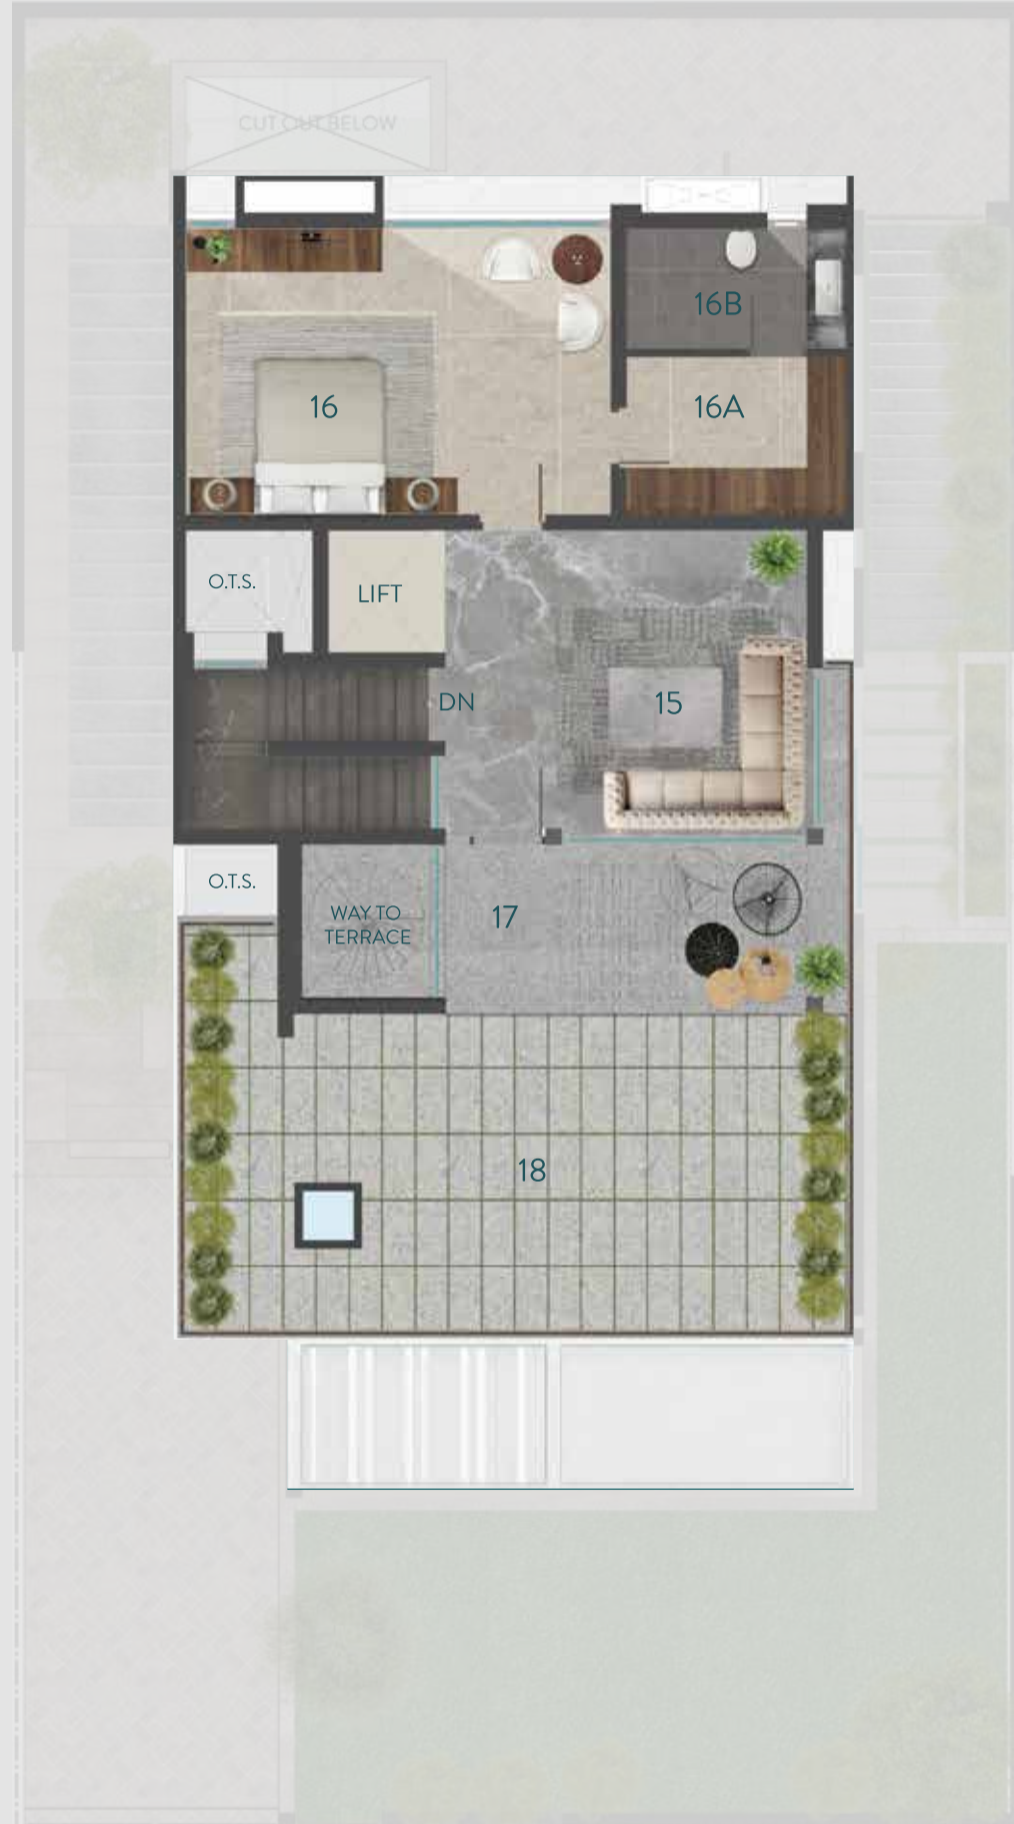 CUT OUT BELOW
16B
16
16A
O.T.S.
LIFT
DN
15
O.T.S.
WAY TO
TERRACE
17
18